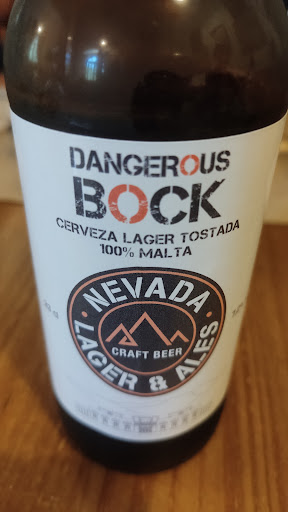 DANGEROUS
BOCK
CERVEZA LAGER TOSTADA
100% MALTA
NEVADA
CRAFT BEER
LAGER & ALES